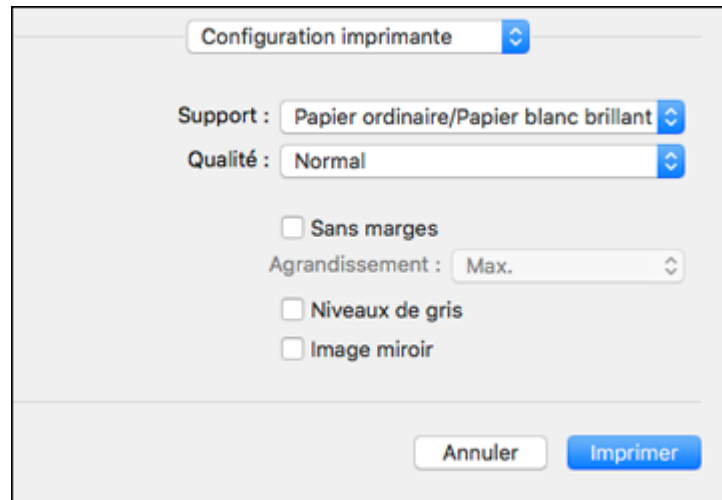 Configuration imprimante
Support : Papier ordinaire/Papier blanc brillant
Qualité : Normal
Sans marges
Agrandissement : Max.
Niveaux de gris
Image miroir
Annuler Imprimer